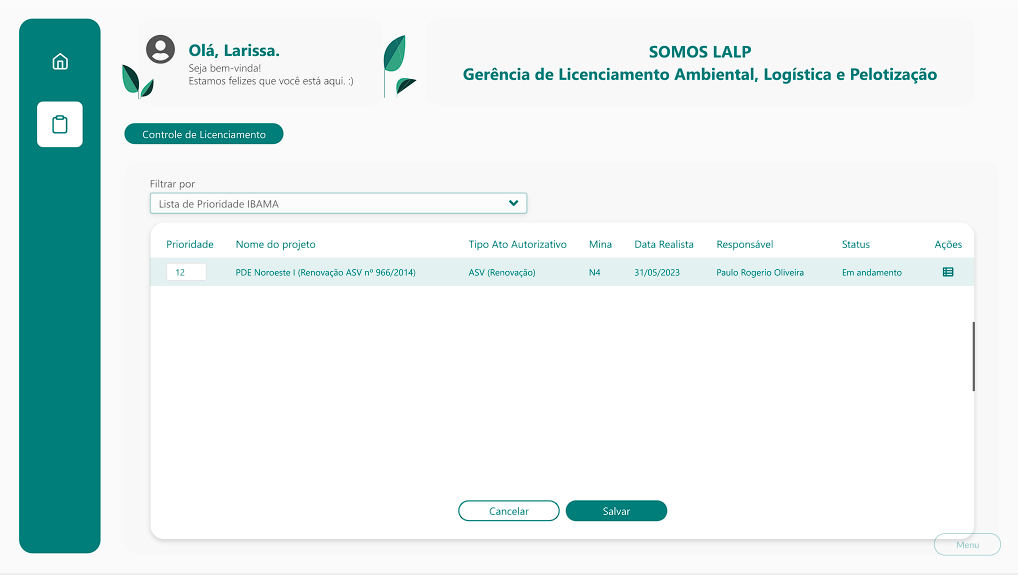 Olá, Larissa.
Seja bem-vinda!
Estamos felizes que você está aqui. :)
SOMOS LALP
Gerência de Licenciamento Ambiental, Logística e Pelotização
Controle de Licenciamento
Filtrar por
Lista de Prioridade IBAMA
Prioridade Nome do projeto Tipo Ato Autorizativo Mina Data Realista Responsável Status Ações
12 PDE Noroeste I (Renovação ASV nº 966/2014) ASV (Renovação) N4 31/05/2023 Paulo Rogerio Oliveira Em andamento
Cancelar Salvar
Menu